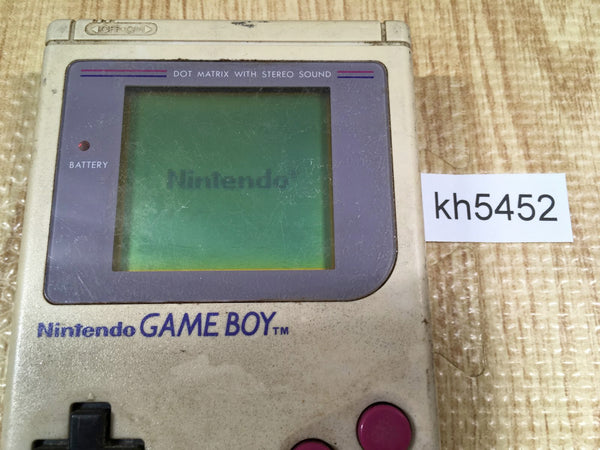 OFF•ON
DOT MATRIX WITH STEREO SOUND
BATTERY
Nintendo®
kh5452
Nintendo GAME BOY™